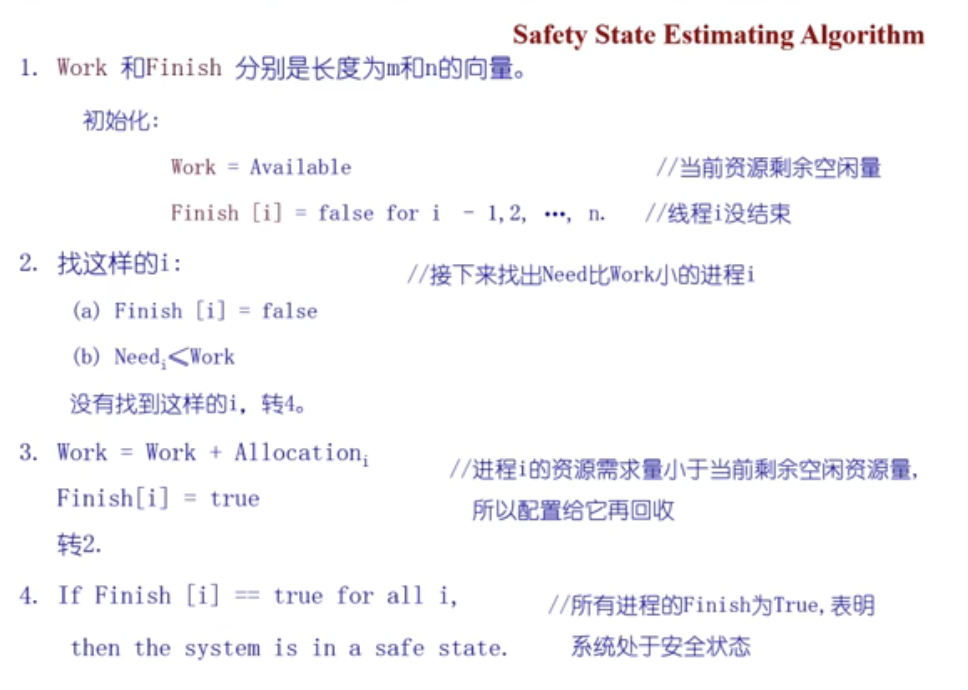 Safety State Estimating Algorithm
1. Work 和Finish 分别是长度为m和n的向量。
初始化:
Work = Available //当前资源剩余空闲量
Finish [i] = false for i - 1,2, …, n. //线程i没结束
2. 找这样的i: //接下来找出Need比Work小的进程i
(a) Finish [i] = false
(b) Needᵢ≤Work
没有找到这样的i, 转4。
3. Work = Work + Allocationᵢ //进程i的资源需求量小于当前剩余空闲资源量,
Finish[i] = true 所以配置给它再回收
转2.
4. If Finish [i] == true for all i, //所有进程的Finish为True,表明
then the system is in a safe state. 系统处于安全状态